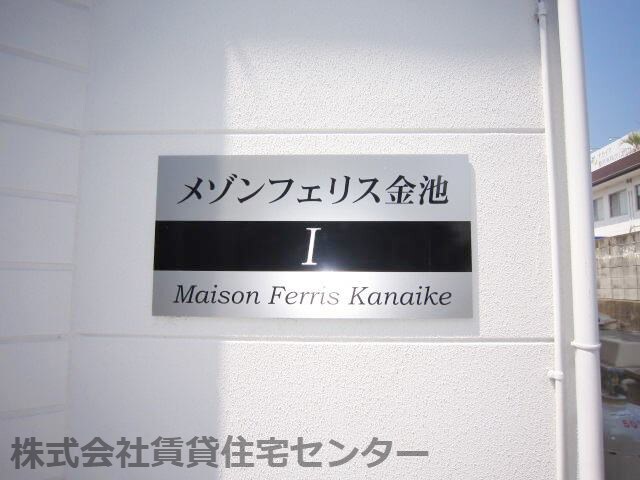 メゾンフェリス金池
I
Maison Ferris Kanaike
株式会社賃貸住宅センター